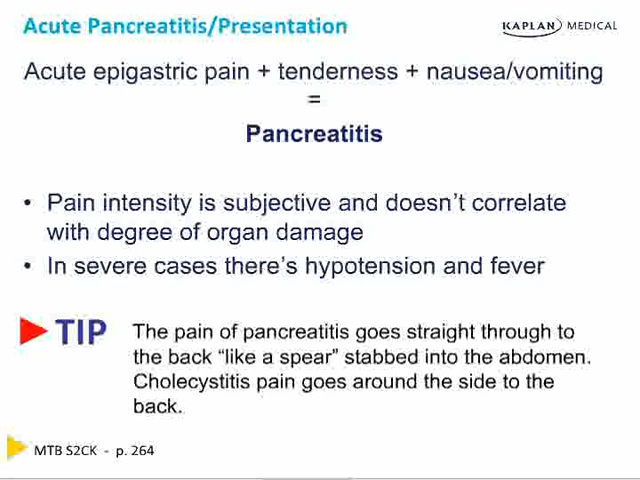 Acute Pancreatitis/Presentation
KAPLAN MEDICAL
Acute epigastric pain + tenderness + nausea/vomiting
=
Pancreatitis
• Pain intensity is subjective and doesn't correlate
with degree of organ damage
• In severe cases there's hypotension and fever
TIP
The pain of pancreatitis goes straight through to
the back “like a spear” stabbed into the abdomen.
Cholecystitis pain goes around the side to the
back.
MTB S2CK - p. 264